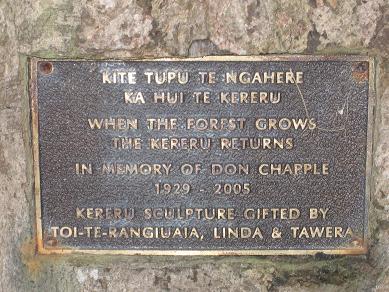 KITE TUPU TE NGAHERE
KA HUI TE KERERU
WHEN THE FOREST GROWS
THE KERERU RETURNS
IN MEMORY OF DON CHAPPLE
1929 - 2005
KERERU SCULPTURE GIFTED BY
TOI-TE-RANGIUAIA, LINDA & TAWERA